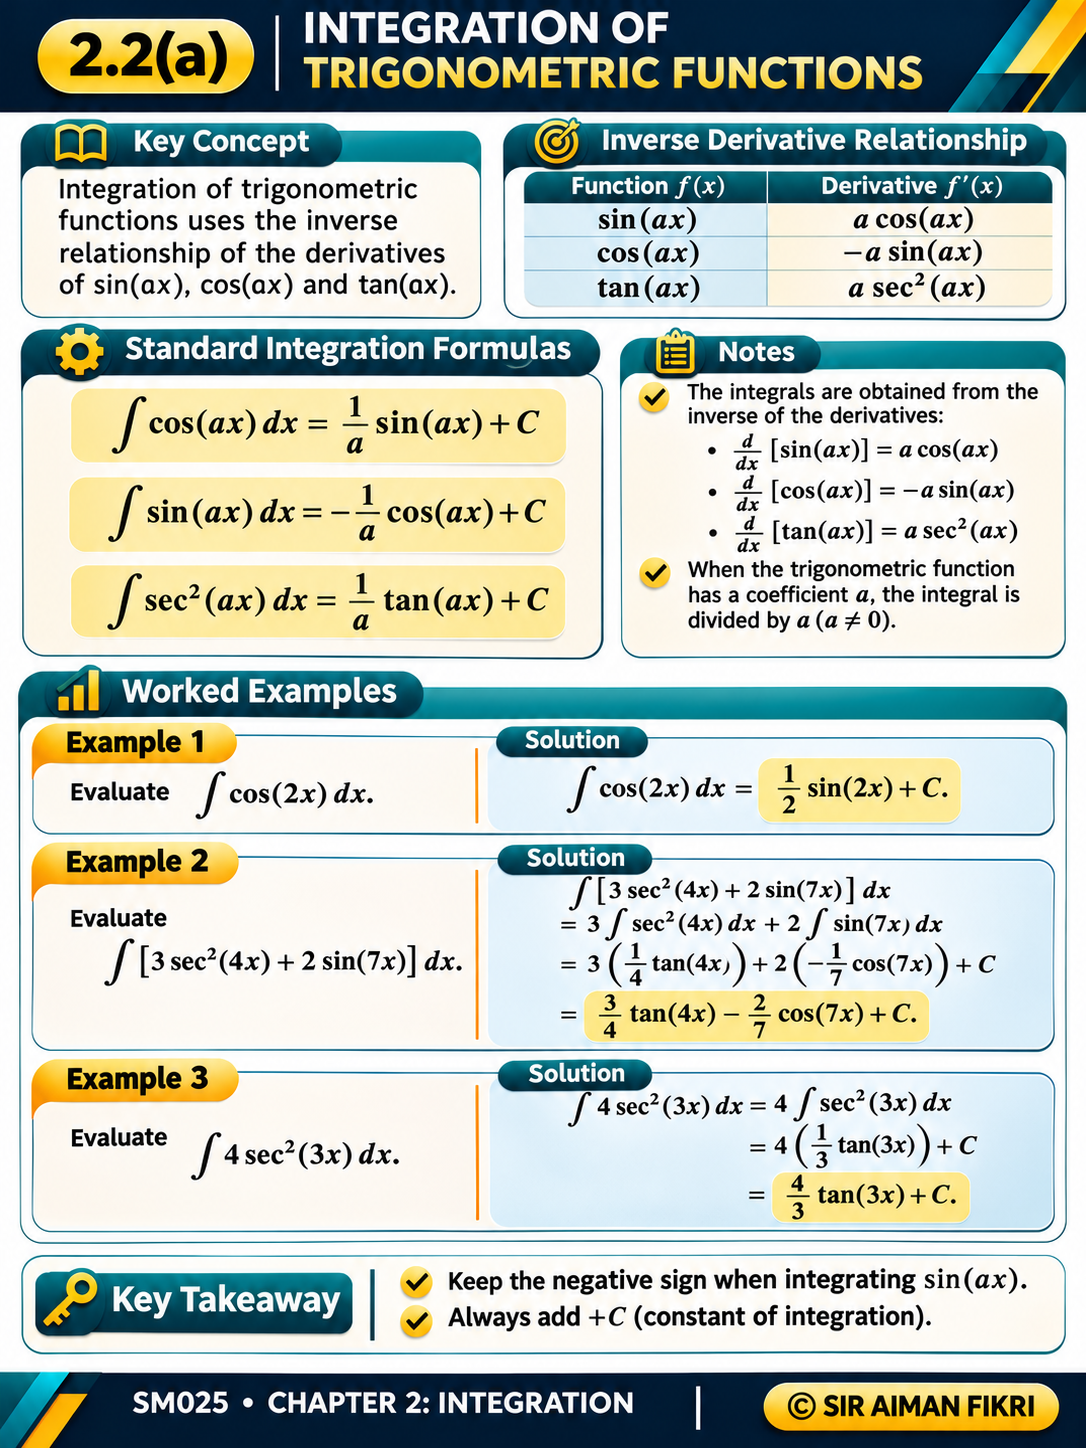 2.2(a)
INTEGRATION OF
TRIGONOMETRIC FUNCTIONS
Key Concept
Integration of trigonometric
functions uses the inverse
relationship of the derivatives
of sin(ax), cos(ax) and tan(ax).
Inverse Derivative Relationship
Function f(x) Derivative f'(x)
sin(ax) a cos(ax)
cos(ax) −a sin(ax)
tan(ax) a sec²(ax)
Standard Integration Formulas
∫ cos(ax) dx = 1/a sin(ax) + C
∫ sin(ax) dx = −1/a cos(ax) + C
∫ sec²(ax) dx = 1/a tan(ax) + C
Notes
The integrals are obtained from the
inverse of the derivatives:
• d/dx [sin(ax)] = a cos(ax)
• d/dx [cos(ax)] = −a sin(ax)
• d/dx [tan(ax)] = a sec²(ax)
When the trigonometric function
has a coefficient a, the integral is
divided by a (a ≠ 0).
Worked Examples
Example 1
Evaluate ∫ cos(2x) dx.
Solution
∫ cos(2x) dx = 1/2 sin(2x) + C.
Example 2
Evaluate
∫ [3 sec²(4x) + 2 sin(7x)] dx.
Solution
∫ [3 sec²(4x) + 2 sin(7x)] dx
= 3 ∫ sec²(4x) dx + 2 ∫ sin(7x) dx
= 3 (1/4 tan(4x)) + 2 (−1/7 cos(7x)) + C
= 3/4 tan(4x) − 2/7 cos(7x) + C.
Example 3
Evaluate ∫ 4 sec²(3x) dx.
Solution
∫ 4 sec²(3x) dx = 4 ∫ sec²(3x) dx
= 4 (1/3 tan(3x)) + C
= 4/3 tan(3x) + C.
Key Takeaway
Keep the negative sign when integrating sin(ax).
Always add +C (constant of integration).
SM025 • CHAPTER 2: INTEGRATION
© SIR AIMAN FIKRI